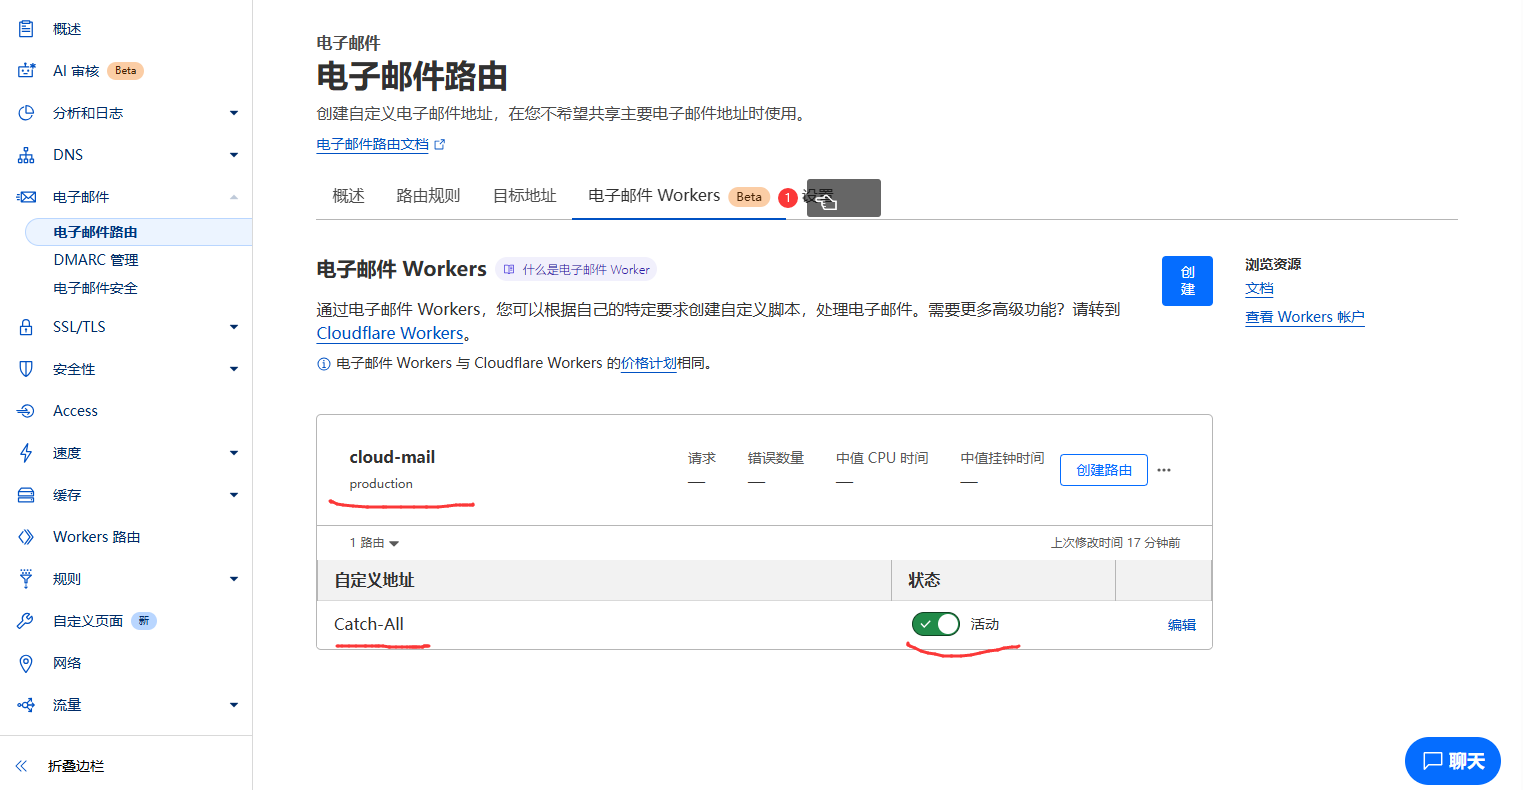 概述
AI 审核 Beta
分析和日志
DNS
电子邮件
电子邮件路由
DMARC 管理
电子邮件安全
SSL/TLS
安全性
Access
速度
缓存
Workers 路由
规则
自定义页面 新
网络
流量
折叠边栏
电子邮件
电子邮件路由
创建自定义电子邮件地址，在您不希望共享主要电子邮件地址时使用。
电子邮件路由文档
概述 路由规则 目标地址 电子邮件 Workers Beta 1 设置
电子邮件 Workers 什么是电子邮件 Worker
通过电子邮件 Workers，您可以根据自己的特定要求创建自定义脚本，处理电子邮件。需要更多高级功能？请转到
Cloudflare Workers。
电子邮件 Workers 与 Cloudflare Workers 的价格计划相同。
创
建
浏览资源
文档
查看 Workers 帐户
cloud-mail
production
请求 错误数量 中值 CPU 时间 中值挂钟时间
— — — —
创建路由 ···
1 路由 上次修改时间 17 分钟前
自定义地址 状态
Catch-All 活动 编辑
聊天